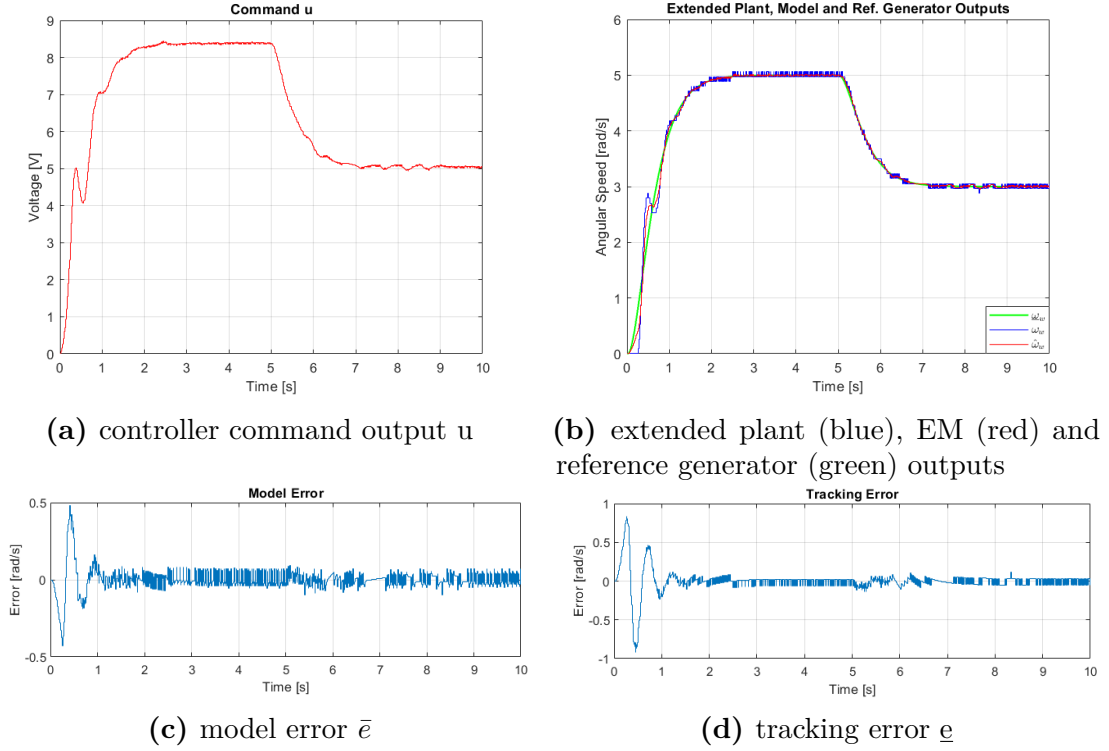 Command u
9
8
7
6
5
4
3
2
1
0
Voltage [V]
0 1 2 3 4 5 6 7 8 9 10
Time [s]
(a) controller command output u
Extended Plant, Model and Ref. Generator Outputs
6
5
4
3
2
1
0
Angular Speed [rad/s]
0 1 2 3 4 5 6 7 8 9 10
Time [s]
ω̲w
ωw
ω̂w
(b) extended plant (blue), EM (red) and
reference generator (green) outputs
Model Error
0.5
0
-0.5
Error [rad/s]
0 1 2 3 4 5 6 7 8 9 10
Time [s]
(c) model error ē
Tracking Error
1
0.5
0
-0.5
-1
Error [rad/s]
0 1 2 3 4 5 6 7 8 9 10
Time [s]
(d) tracking error e̲